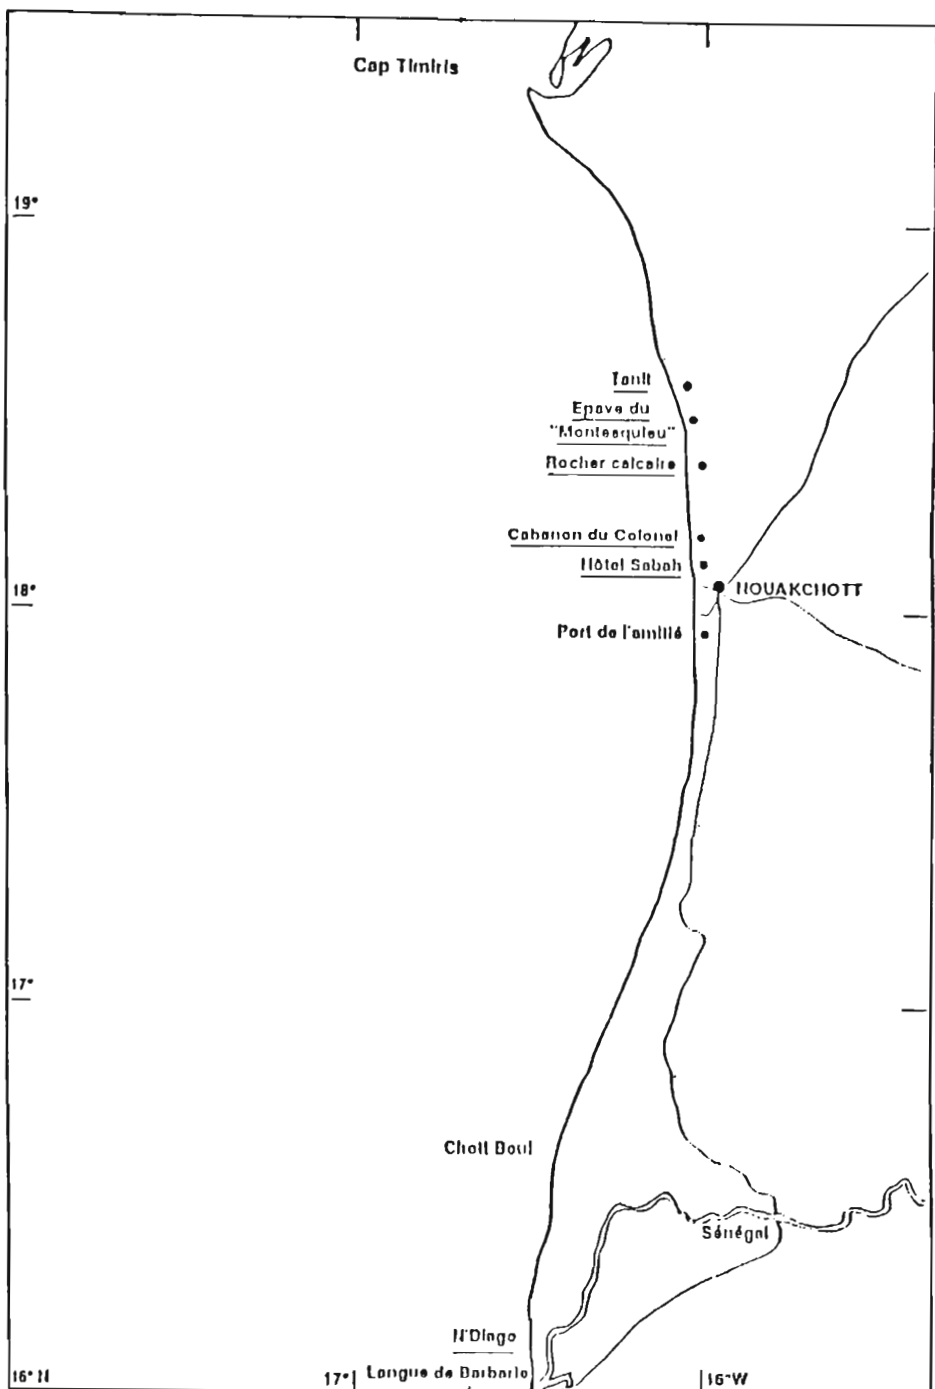 Cap Timiris
19°
Tanit
Epave du
"Montesquieu"
Rocher calcaire
Cabanon du Colonel
Hôtel Sabah
NOUAKCHOTT
18°
Port de l'amitié
17°
Chott Boul
Sénégal
N'Diago
Langue de Barbarie
16° N
17°
16°W